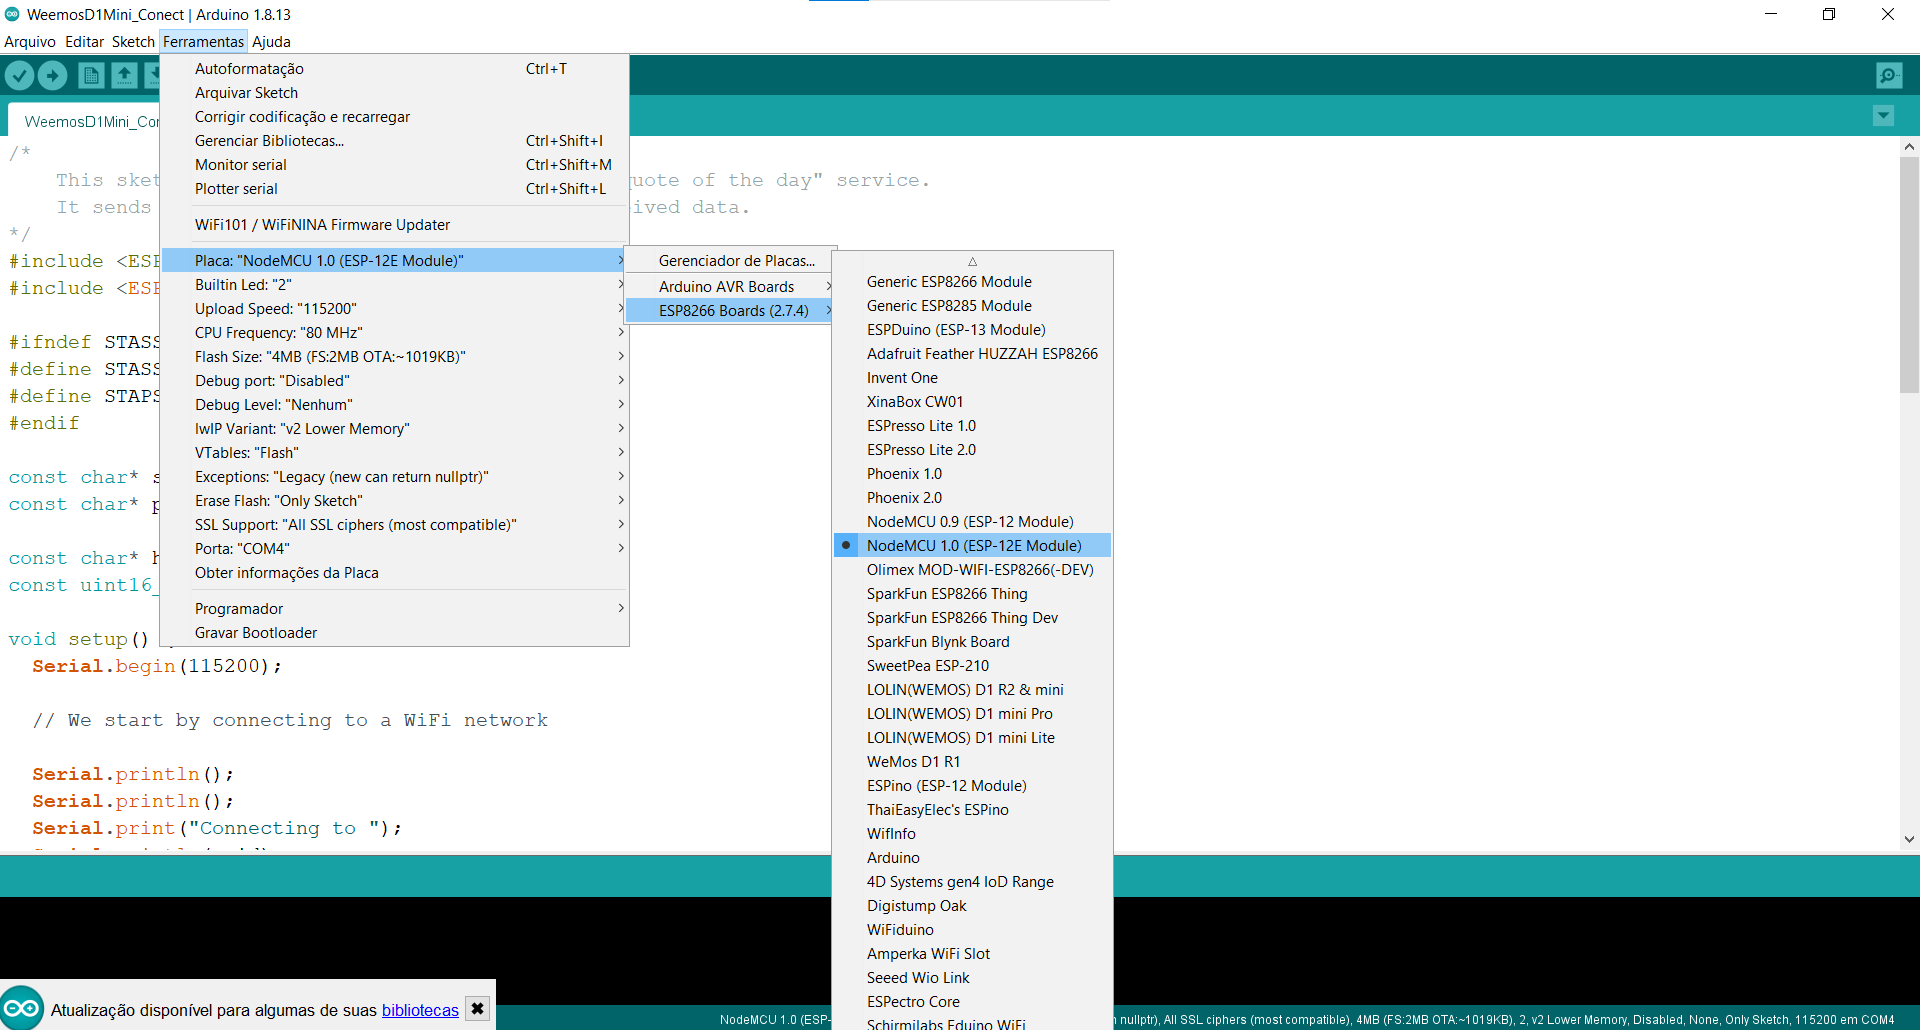 WeemosD1Mini_Conect | Arduino 1.8.13
Arquivo Editar Sketch Ferramentas Ajuda
Autoformatação Ctrl+T
Arquivar Sketch
Corrigir codificação e recarregar
Gerenciar Bibliotecas... Ctrl+Shift+I
Monitor serial Ctrl+Shift+M
Plotter serial Ctrl+Shift+L
WiFi101 / WiFiNINA Firmware Updater
Placa: "NodeMCU 1.0 (ESP-12E Module)"
Builtin Led: "2"
Upload Speed: "115200"
CPU Frequency: "80 MHz"
Flash Size: "4MB (FS:2MB OTA:~1019KB)"
Debug port: "Disabled"
Debug Level: "Nenhum"
lwIP Variant: "v2 Lower Memory"
VTables: "Flash"
Exceptions: "Legacy (new can return nullptr)"
Erase Flash: "Only Sketch"
SSL Support: "All SSL ciphers (most compatible)"
Porta: "COM4"
Obter informações da Placa
Programador
Gravar Bootloader
Gerenciador de Placas...
Arduino AVR Boards
ESP8266 Boards (2.7.4)
Generic ESP8266 Module
Generic ESP8285 Module
ESPDuino (ESP-13 Module)
Adafruit Feather HUZZAH ESP8266
Invent One
XinaBox CW01
ESPresso Lite 1.0
ESPresso Lite 2.0
Phoenix 1.0
Phoenix 2.0
NodeMCU 0.9 (ESP-12 Module)
NodeMCU 1.0 (ESP-12E Module)
Olimex MOD-WIFI-ESP8266(-DEV)
SparkFun ESP8266 Thing
SparkFun ESP8266 Thing Dev
SparkFun Blynk Board
SweetPea ESP-210
LOLIN(WEMOS) D1 R2 & mini
LOLIN(WEMOS) D1 mini Pro
LOLIN(WEMOS) D1 mini Lite
WeMos D1 R1
ESPino (ESP-12 Module)
ThaiEasyElec's ESPino
WifInfo
Arduino
4D Systems gen4 IoD Range
Digistump Oak
WiFiduino
Amperka WiFi Slot
Seeed Wio Link
ESPectro Core
Schirmilabs Eduino WiFi
WeemosD1Mini_Con
/*
This sket quote of the day" service.
It sends ived data.
*/
#include <ESP
#include <ESP
#ifndef STASS
#define STASS
#define STAPS
#endif
const char* s
const char* p
const char* h
const uint16_
void setup()
Serial.begin(115200);
// We start by connecting to a WiFi network
Serial.println();
Serial.println();
Serial.print("Connecting to ");
Atualização disponível para algumas de suas bibliotecas
NodeMCU 1.0 (ESP- n nullptr), All SSL ciphers (most compatible), 4MB (FS:2MB OTA:~1019KB), 2, v2 Lower Memory, Disabled, None, Only Sketch, 115200 em COM4